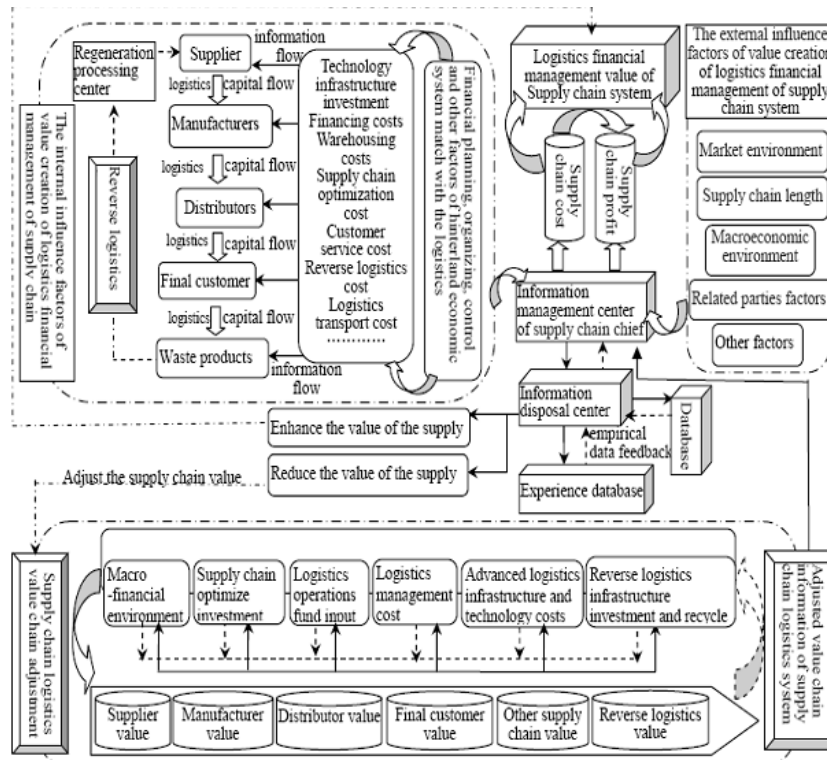 The internal influence factors of
value creation of logistics financial
management of supply chain
Regeneration
processing
center
Reverse logistics
Supplier
information
flow
logistics
capital flow
Manufacturers
logistics
capital flow
Distributors
logistics
capital flow
Final customer
logistics
capital flow
Waste products
information
flow
Technology
infrastructure
investment
Financing costs
Warehousing
costs
Supply chain
optimization
cost
Customer
service cost
Reverse logistics
cost
Logistics
transport cost
…………
Financial planning, organizing, control
and other factors of hinterland economic
system match with the logistics
Logistics financial
management value of
Supply chain system
Supply chain
cost
Supply chain
profit
Information
management center
of supply chain chief
Information
disposal center
Database
empirical
data feedback
Experience database
The external influence
factors of value creation
of logistics financial
management of supply
chain system
Market environment
Supply chain length
Macroeconomic
environment
Related parties factors
Other factors
Enhance the value of the supply
Reduce the value of the supply
Adjust the supply chain value
Supply chain logistics
value chain adjustment
Macro
-financial
environment
Supply chain
optimize
investment
Logistics
operations
fund input
Logistics
management
cost
Advanced logistics
infrastructure and
technology costs
Reverse logistics
infrastructure
investment and recycle
Supplier
value
Manufacturer
value
Distributor value
Final customer
value
Other supply
chain value
Reverse logistics
value
Adjusted value chain
information of supply
chain logistics system